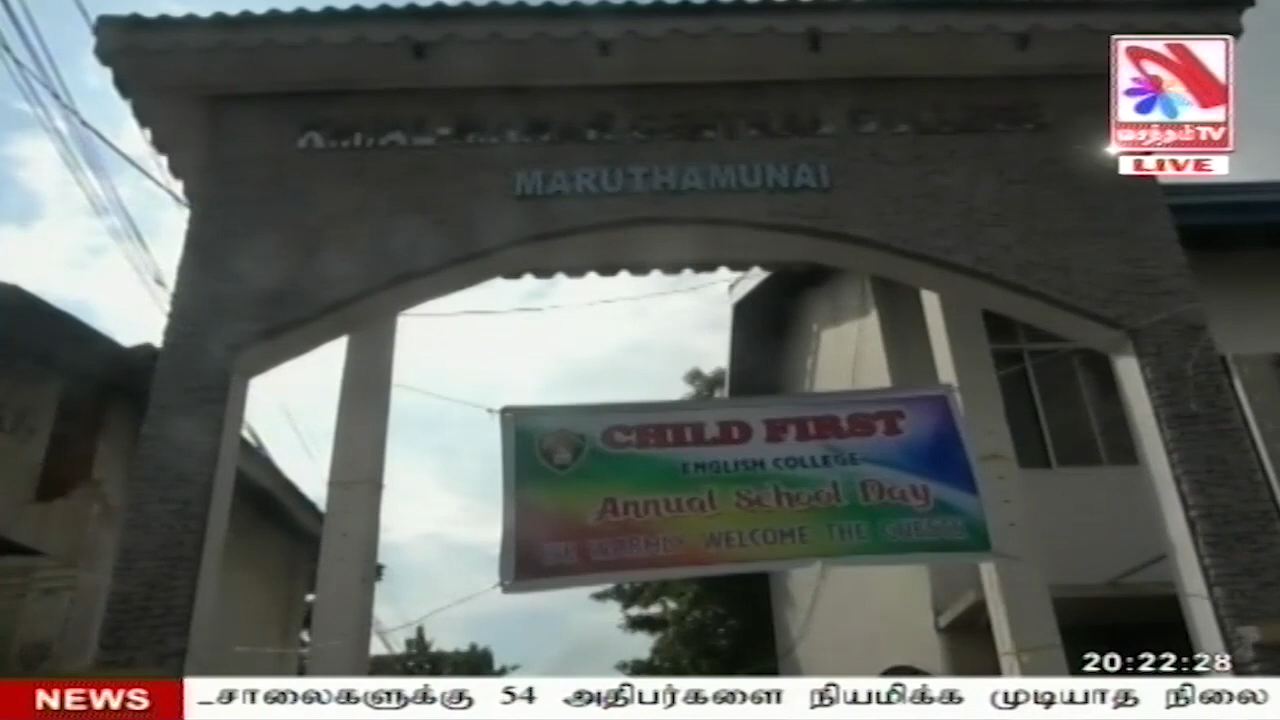 MARUTHAMUNAI
TV
LIVE
CHILD FIRST
ENGLISH COLLEGE
Annual School Day
WELCOME THE
20:22:28
NEWS
சாலைகளுக்கு 54 அதிபர்களை நியமிக்க முடியாத நிலை